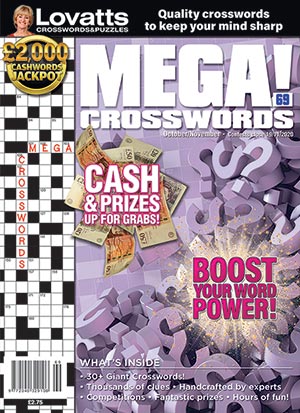 Lovatts
CROSSWORDS&PUZZLES
Quality crosswords
to keep your mind sharp
£2,000
CASHWORDS
JACKPOT
MEGA!
69
CROSSWORDS
October/November •
MEGA
CROSSWORDS
CASH
& PRIZES
UP FOR GRABS!
BOOST
YOUR WORD
POWER!
WHAT'S INSIDE
• 30+ Giant Crosswords!
• Thousands of clues • Handcrafted by experts
• Competitions • Fantastic prizes • Hours of fun!
£2.75